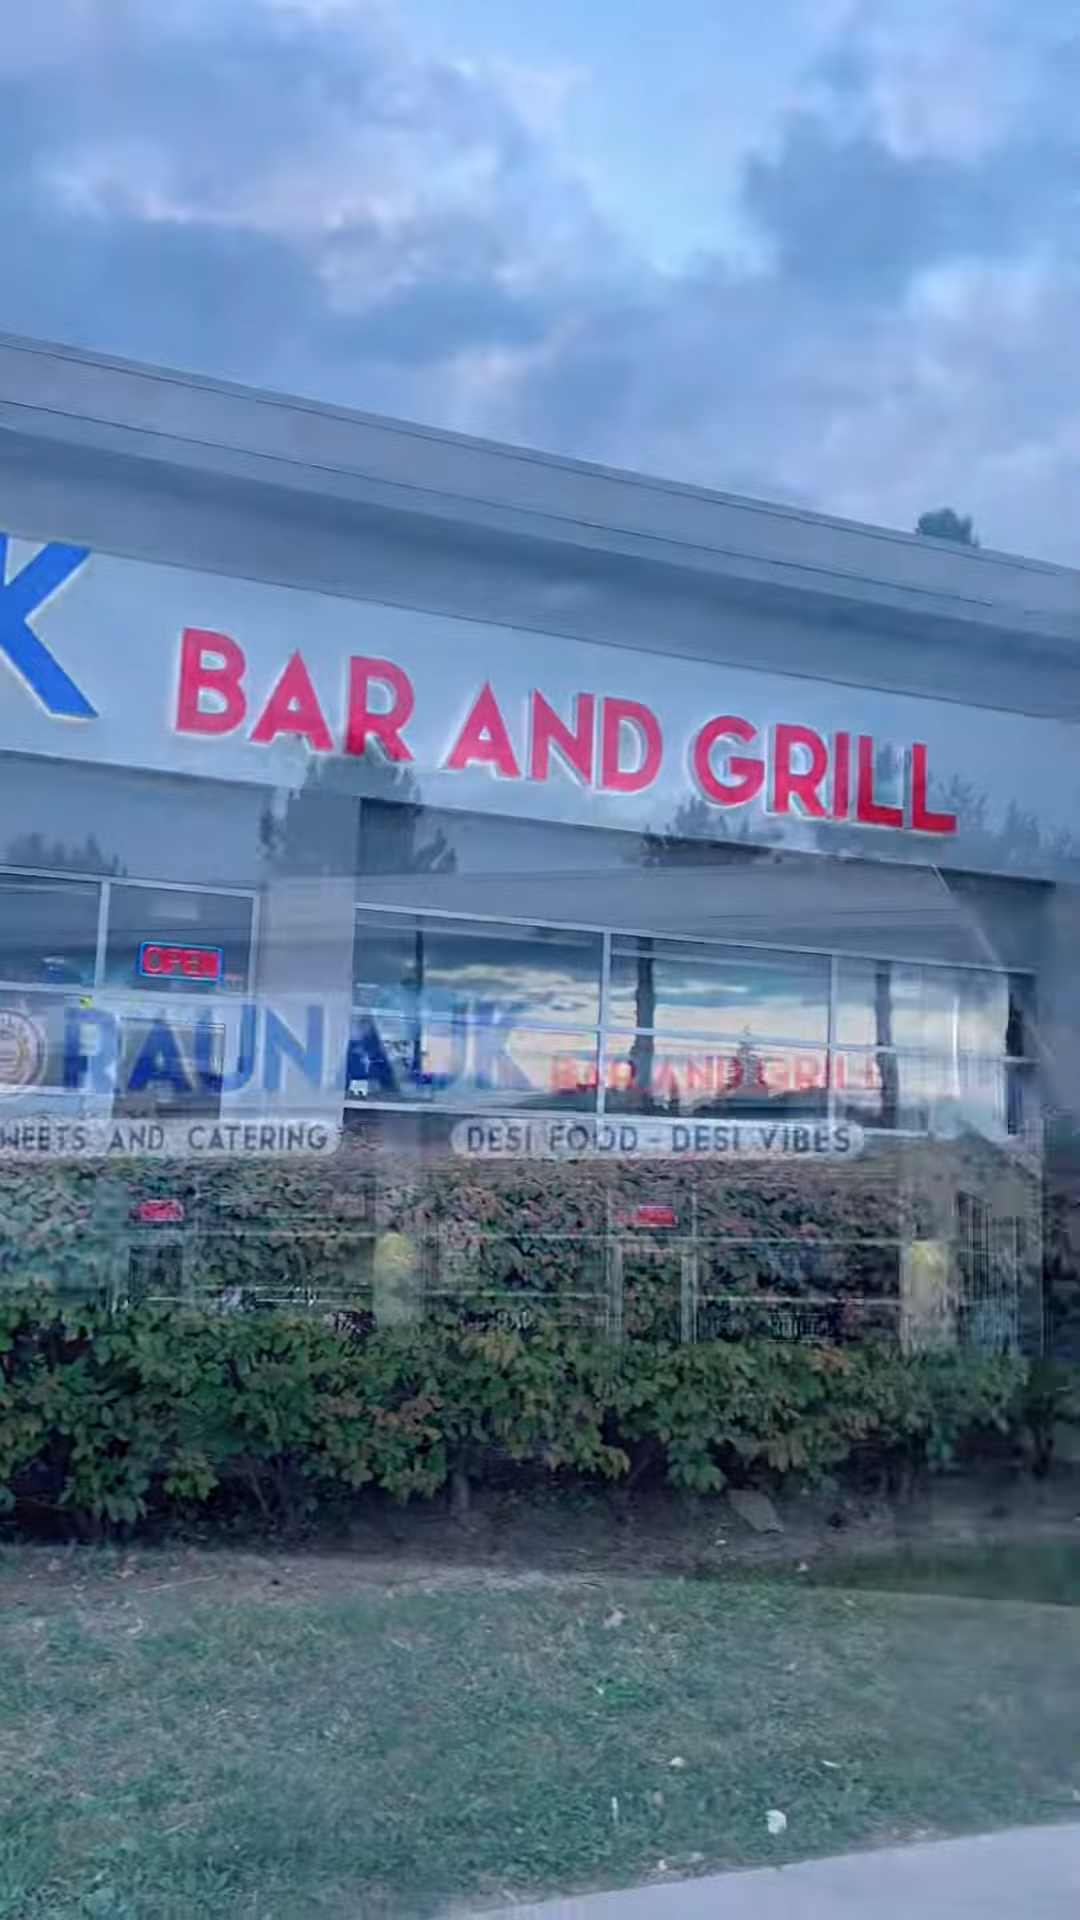 K BAR AND GRILL
OPEN
RAUNAUK BAR AND GRILL
WEETS AND CATERING
DESI FOOD - DESI VIBES